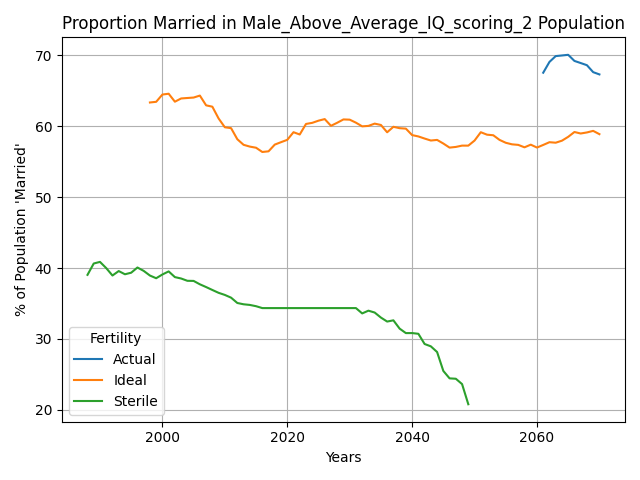 Proportion Married in Male_Above_Average_IQ_scoring_2 Population
% of Population 'Married'
70
60
50
40
30
20
Fertility
Actual
Ideal
Sterile
2000
2020
2040
2060
Years